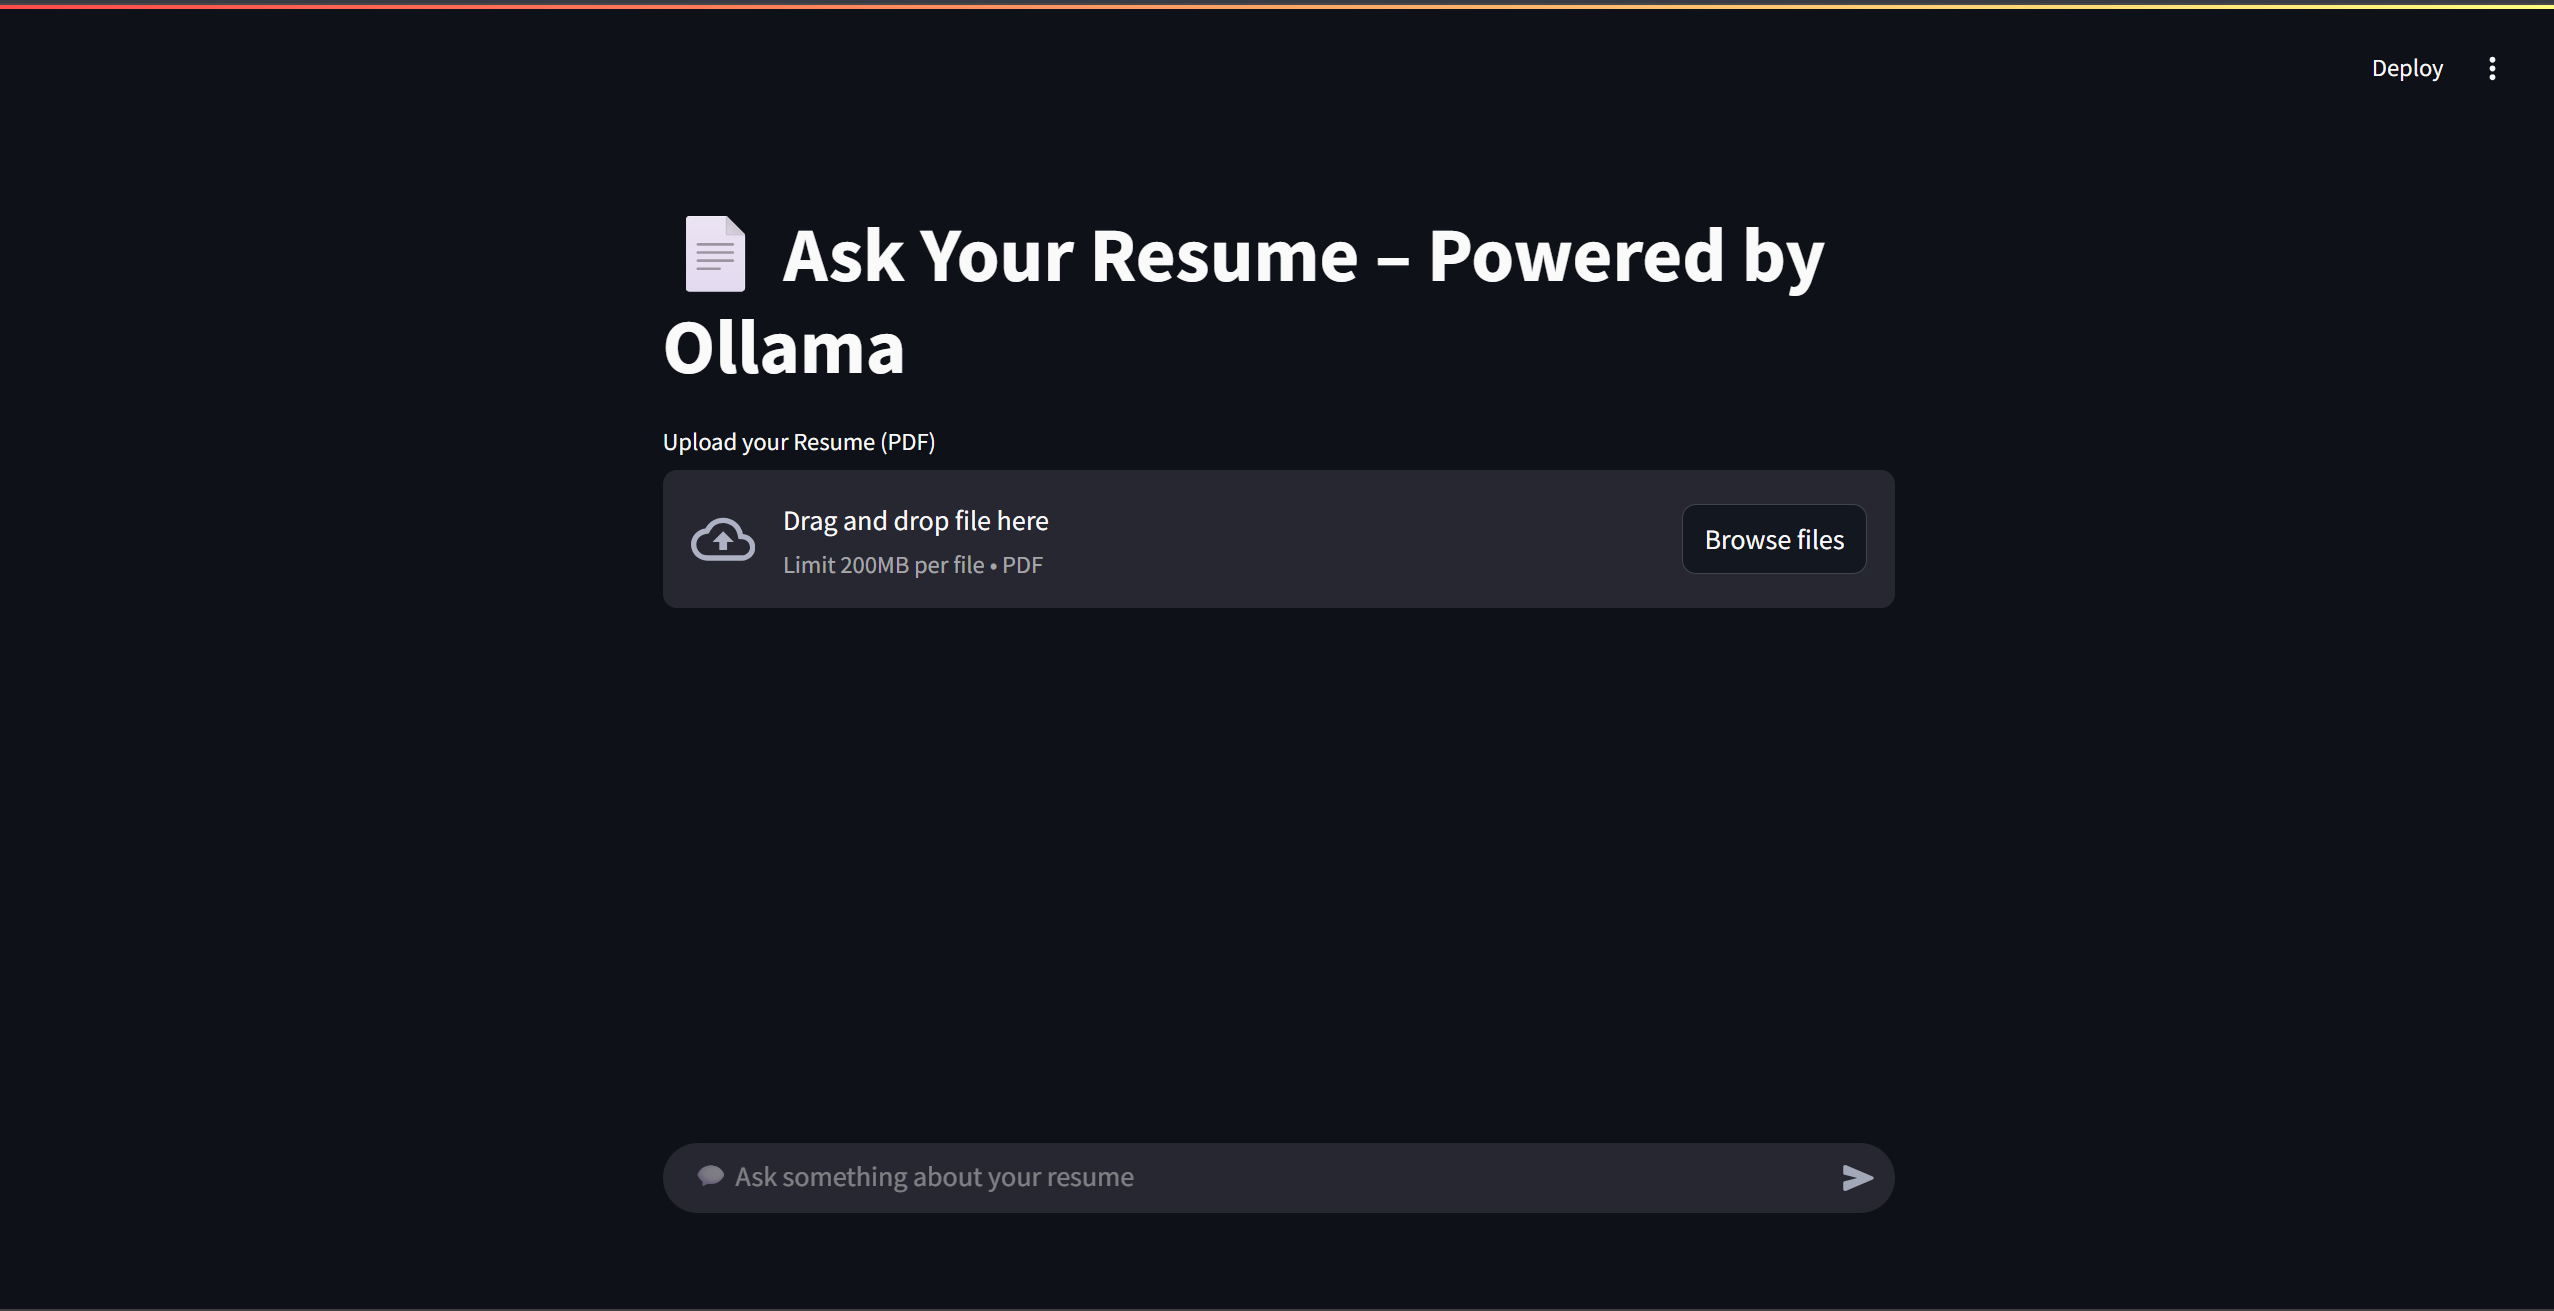 Deploy
Ask Your Resume – Powered by
Ollama
Upload your Resume (PDF)
Drag and drop file here
Limit 200MB per file • PDF
Browse files
Ask something about your resume